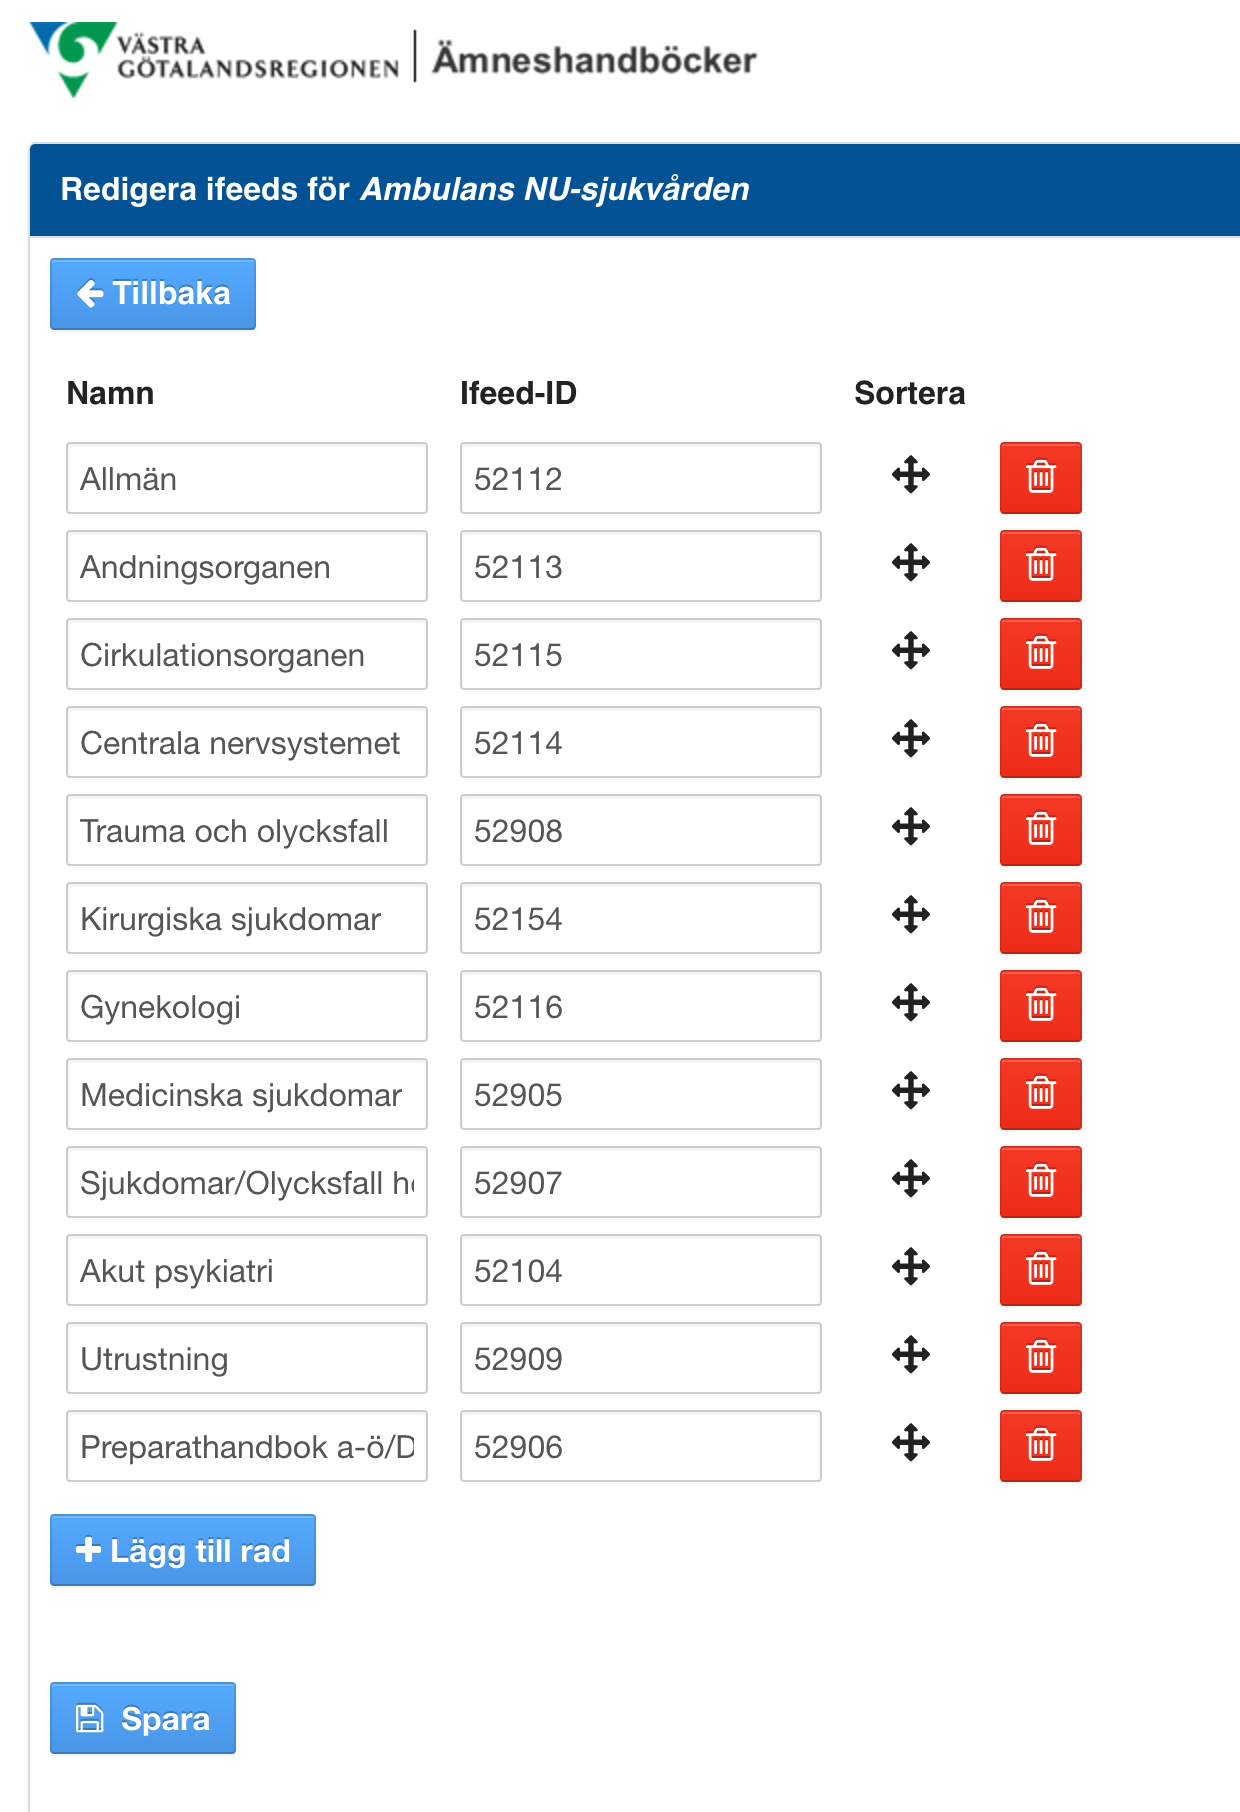 VÄSTRA
GÖTALANDSREGIONEN
Ämneshandböcker
Redigera ifeeds för Ambulans NU-sjukvården
Tillbaka
Namn Ifeed-ID Sortera
Allmän 52112
Andningsorganen 52113
Cirkulationsorganen 52115
Centrala nervsystemet 52114
Trauma och olycksfall 52908
Kirurgiska sjukdomar 52154
Gynekologi 52116
Medicinska sjukdomar 52905
Sjukdomar/Olycksfall 52907
Akut psykiatri 52104
Utrustning 52909
Preparathandbok a-ö/D 52906
Lägg till rad
Spara